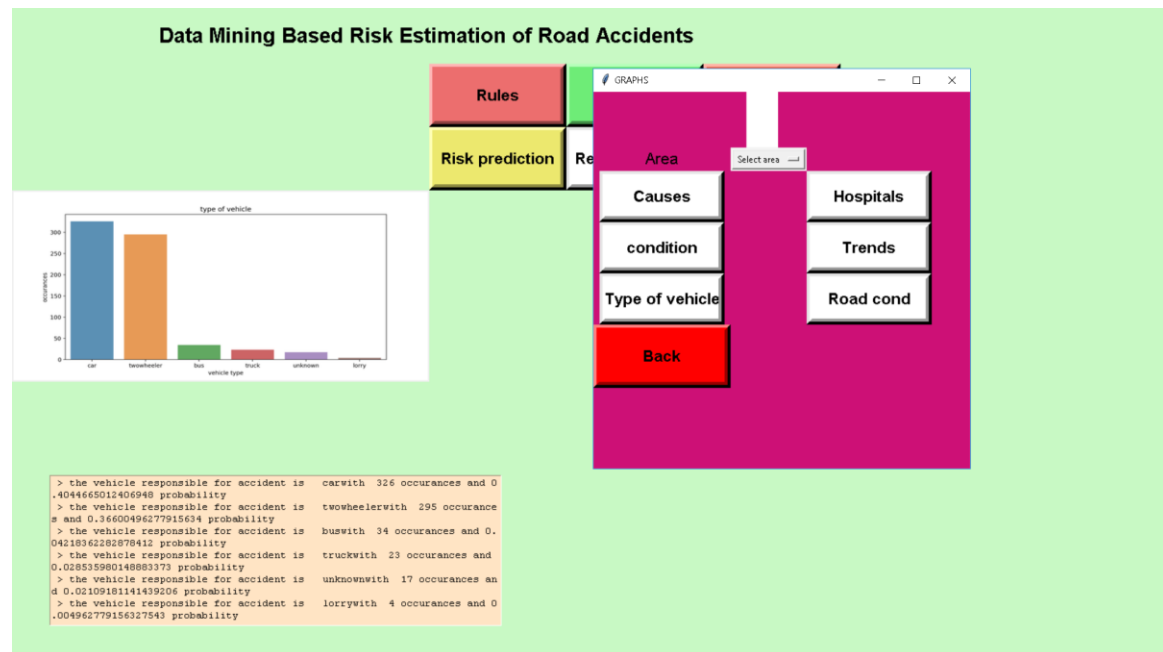 Data Mining Based Risk Estimation of Road Accidents
Rules
Risk prediction
Re
GRAPHS
Area
Select area
Causes
Hospitals
condition
Trends
Type of vehicle
Road cond
Back
type of vehicle
occurances
300
250
200
150
100
50
0
car twowheeler bus truck unknown lorry
vehicle type
> the vehicle responsible for accident is   carwith  326 occurances and 0
.4044665012406948 probability
> the vehicle responsible for accident is   twowheelerwith  295 occurance
s and 0.36600496277915634 probability
> the vehicle responsible for accident is   buswith  34 occurances and 0.
04218362282878412 probability
> the vehicle responsible for accident is   truckwith  23 occurances and
0.028535980148883373 probability
> the vehicle responsible for accident is   unknownwith  17 occurances an
d 0.02109181141439206 probability
> the vehicle responsible for accident is   lorrywith  4 occurances and 0
.004962779156327543 probability